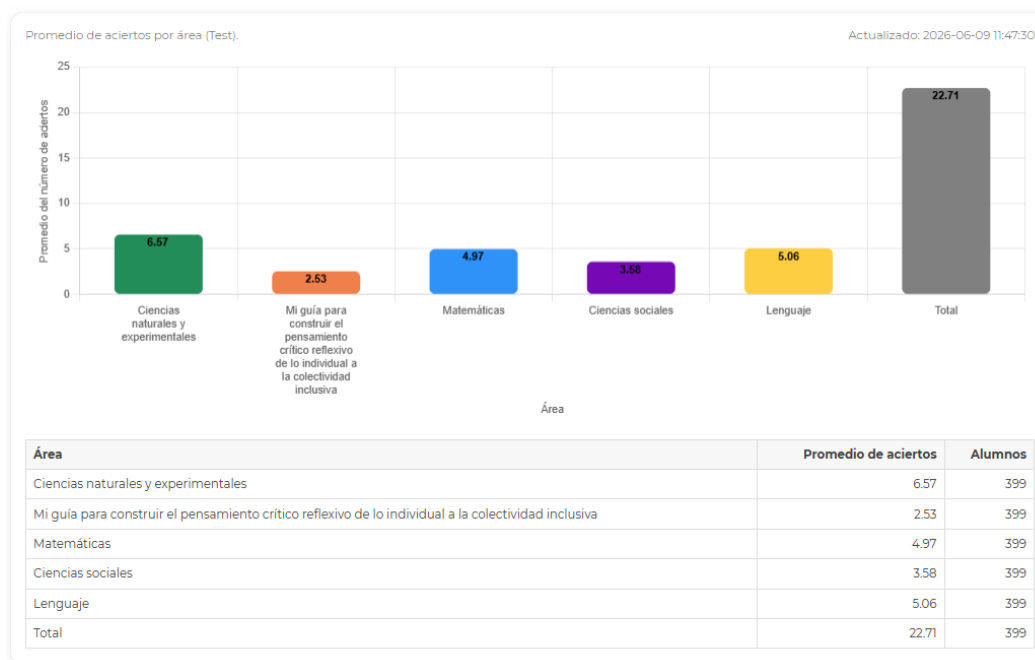 Promedio de aciertos por área (Test).
Actualizado: 2026-06-09 11:47:30
Promedio del número de aciertos
25
20
15
10
5
0
6.57
2.53
4.97
3.58
5.06
22.71
Ciencias
naturales y
experimentales
Mi guía para
construir el
pensamiento
crítico reflexivo
de lo individual a
la colectividad
inclusiva
Matemáticas
Ciencias sociales
Lenguaje
Total
Área
Área Promedio de aciertos Alumnos
Ciencias naturales y experimentales 6.57 399
Mi guía para construir el pensamiento crítico reflexivo de lo individual a la colectividad inclusiva 2.53 399
Matemáticas 4.97 399
Ciencias sociales 3.58 399
Lenguaje 5.06 399
Total 22.71 399